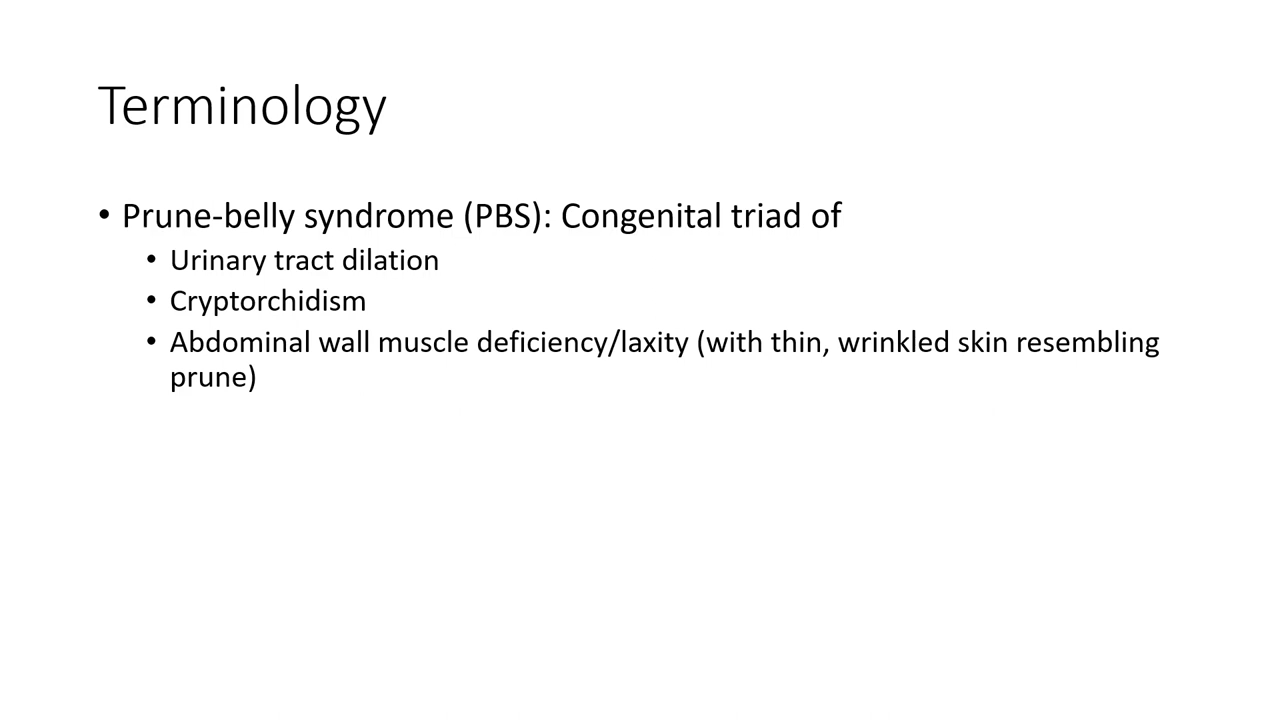 Terminology
• Prune-belly syndrome (PBS): Congenital triad of
• Urinary tract dilation
• Cryptorchidism
• Abdominal wall muscle deficiency/laxity (with thin, wrinkled skin resembling
prune)